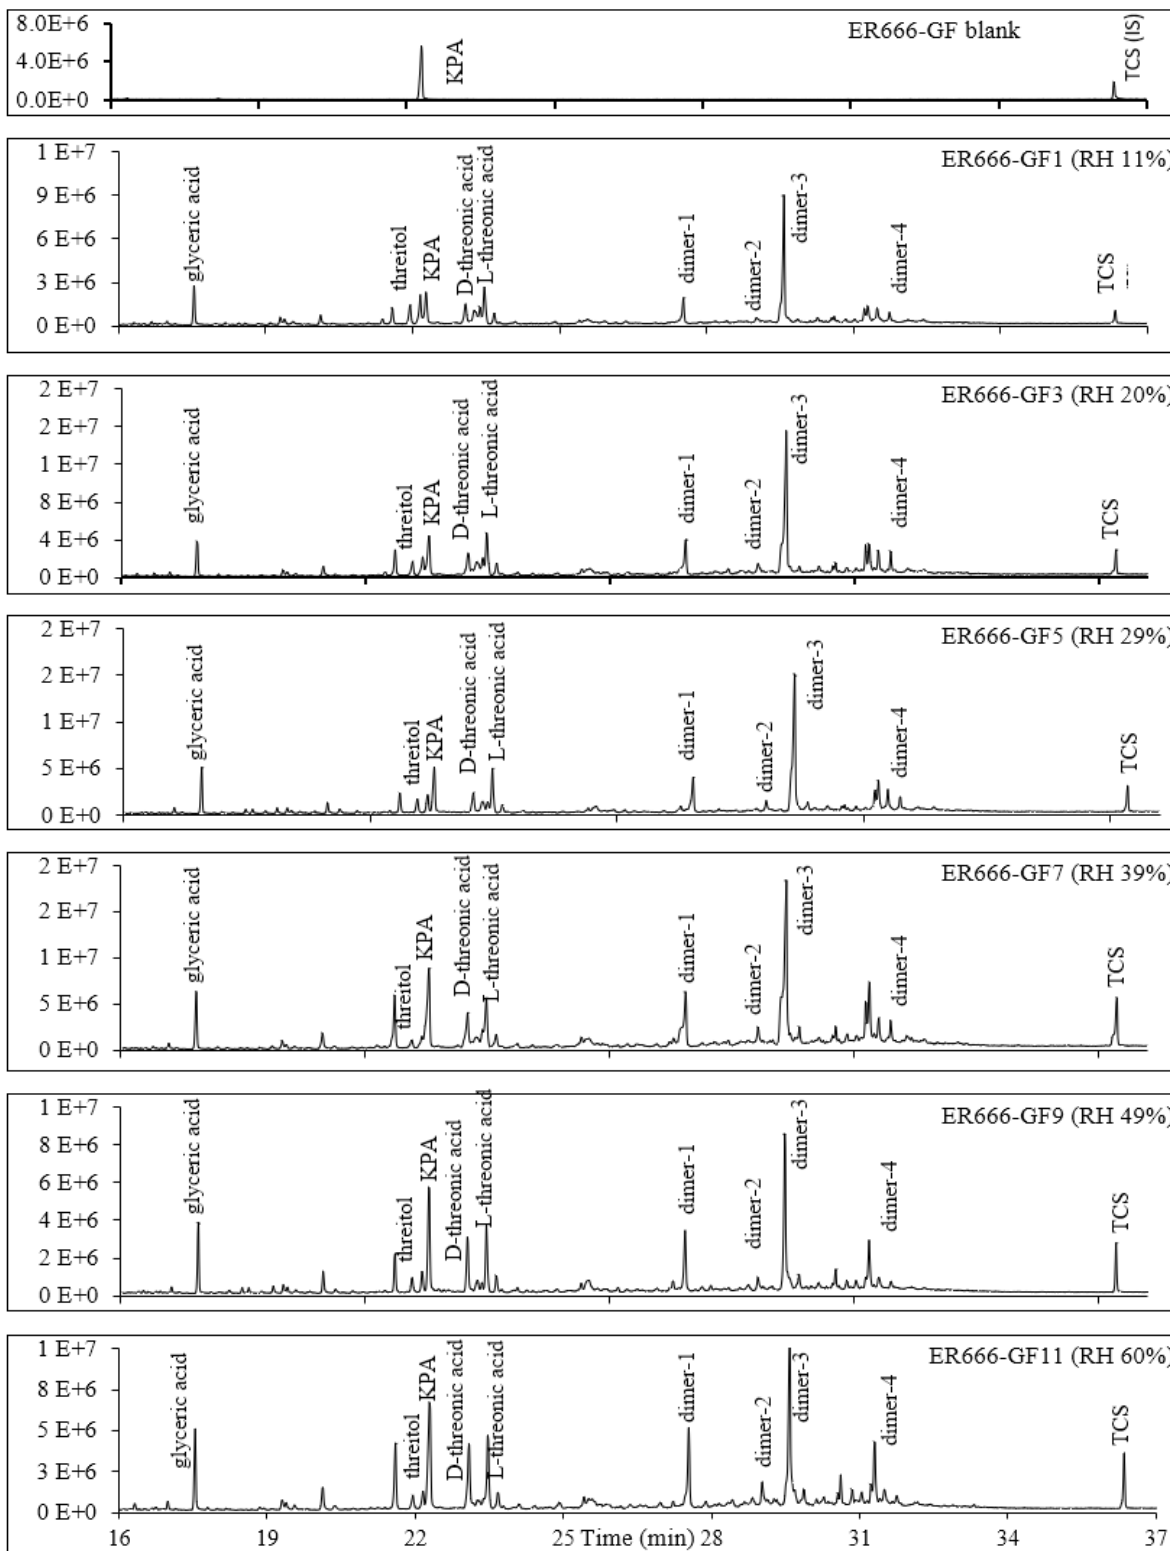 ER666-GF blank
8.0E+6
4.0E+6
0.0E+0
KPA
TCS (IS)
ER666-GF1 (RH 11%)
1 E+7
9 E+6
6 E+6
3 E+6
0 E+0
glyceric acid
threitol
KPA
D-threonic acid
L-threonic acid
dimer-1
dimer-2
dimer-3
dimer-4
TCS
ER666-GF3 (RH 20%)
2 E+7
2 E+7
1 E+7
8 E+6
4 E+6
0 E+0
glyceric acid
threitol
KPA
D-threonic acid
L-threonic acid
dimer-1
dimer-2
dimer-3
dimer-4
TCS
ER666-GF5 (RH 29%)
2 E+7
2 E+7
1 E+7
5 E+6
0 E+0
glyceric acid
threitol
KPA
D-threonic acid
L-threonic acid
dimer-1
dimer-2
dimer-3
dimer-4
TCS
ER666-GF7 (RH 39%)
2 E+7
2 E+7
1 E+7
5 E+6
0 E+0
glyceric acid
threitol
KPA
D-threonic acid
L-threonic acid
dimer-1
dimer-2
dimer-3
dimer-4
TCS
ER666-GF9 (RH 49%)
1 E+7
8 E+6
6 E+6
4 E+6
2 E+6
0 E+0
glyceric acid
threitol
KPA
D-threonic acid
L-threonic acid
dimer-1
dimer-2
dimer-3
dimer-4
TCS
ER666-GF11 (RH 60%)
1 E+7
8 E+6
5 E+6
3 E+6
0 E+0
glyceric acid
threitol
KPA
D-threonic acid
L-threonic acid
dimer-1
dimer-2
dimer-3
dimer-4
TCS
16 19 22 25 Time (min) 28 31 34 37